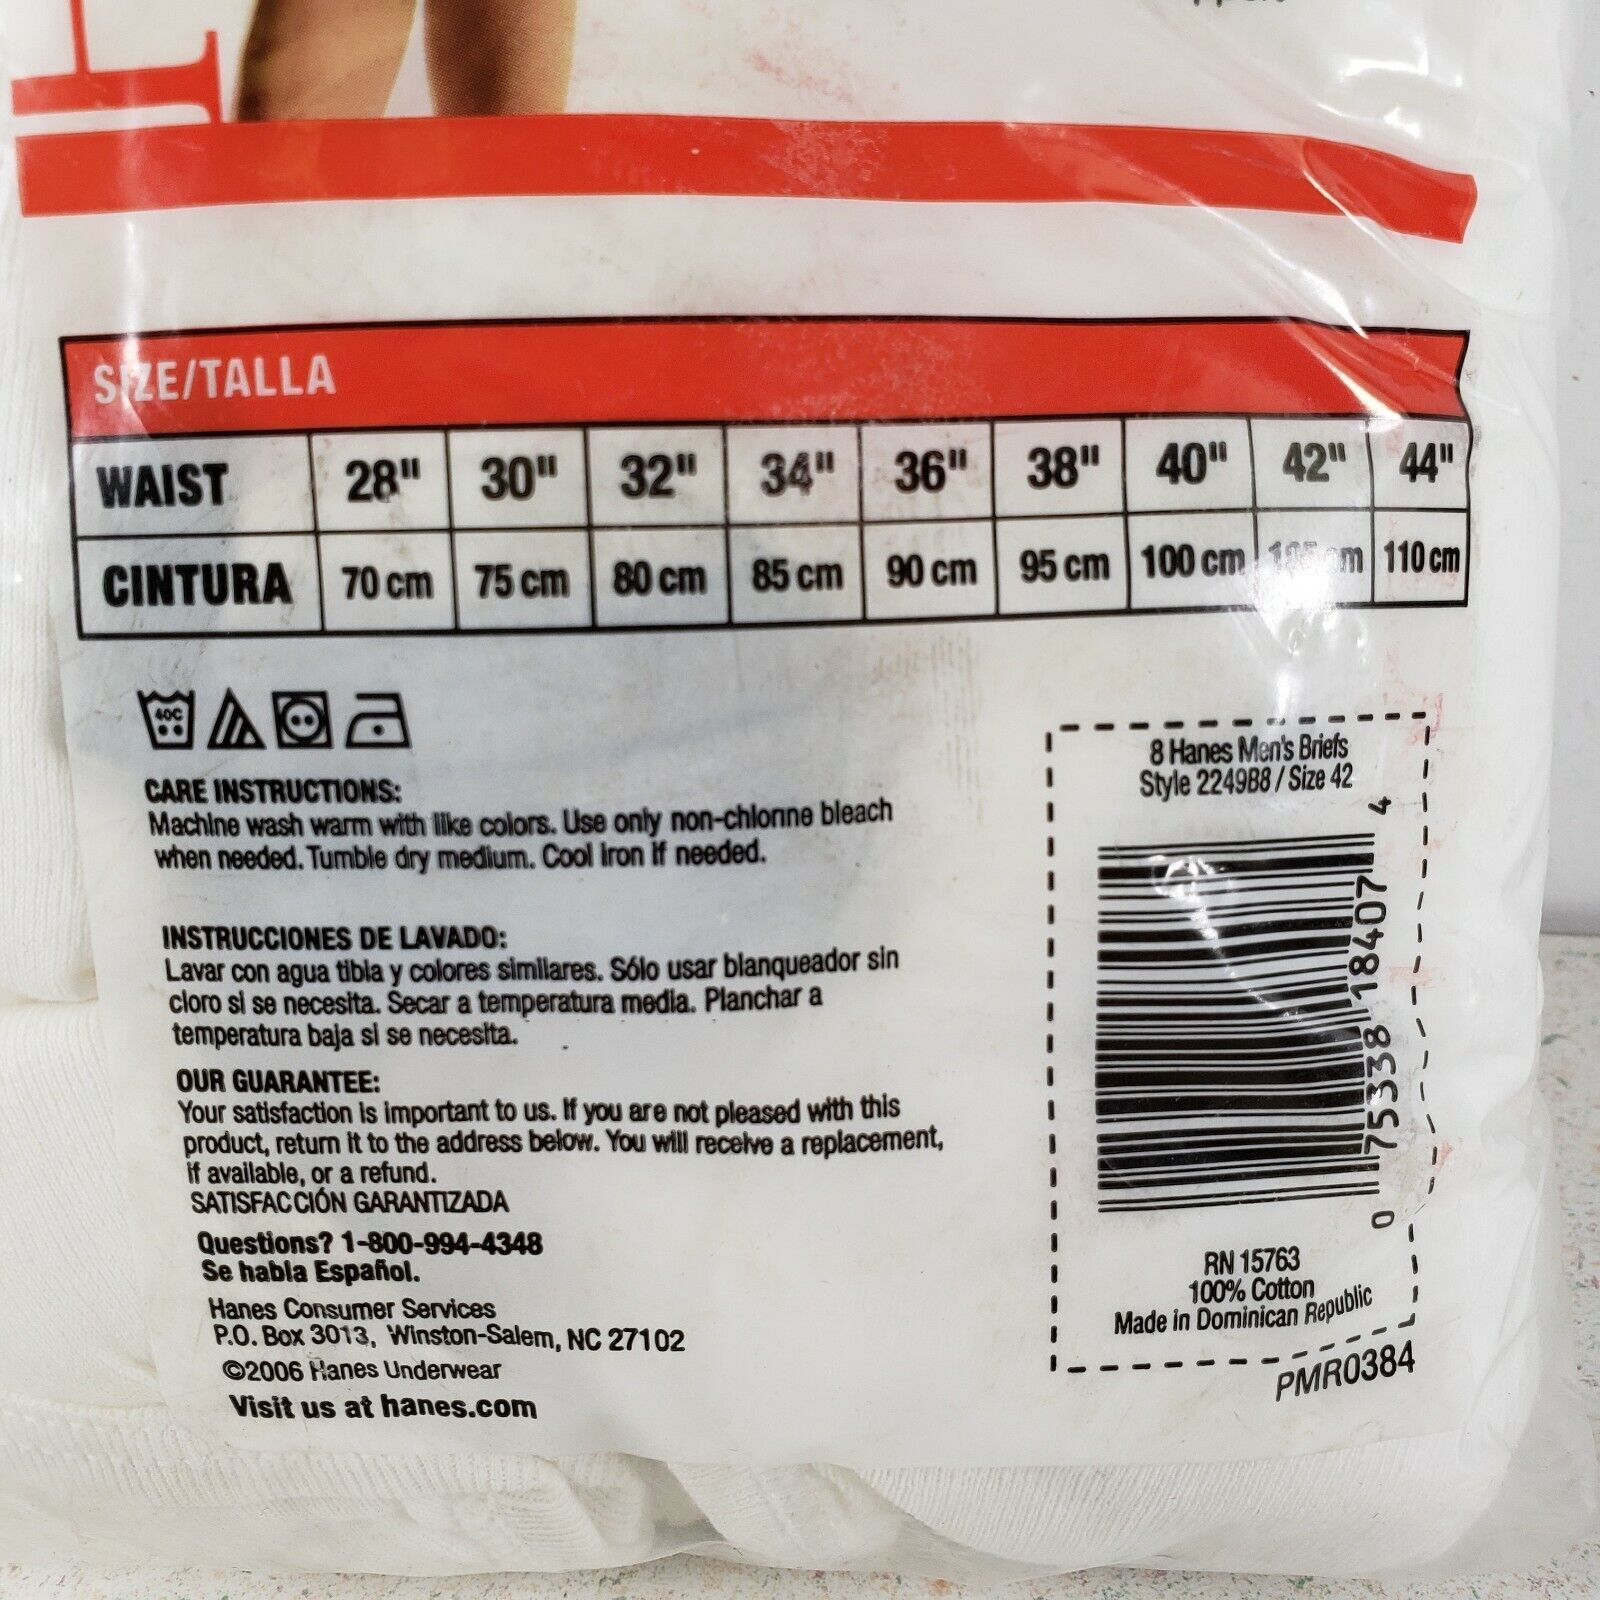 SIZE/TALLA
WAIST 28" 30" 32" 34" 36" 38" 40" 42" 44"
CINTURA 70 cm 75 cm 80 cm 85 cm 90 cm 95 cm 100 cm 105 cm 110 cm
40C
CARE INSTRUCTIONS:
Machine wash warm with like colors. Use only non-chlorine bleach
when needed. Tumble dry medium. Cool iron if needed.
INSTRUCCIONES DE LAVADO:
Lavar con agua tibia y colores similares. Sólo usar blanqueador sin
cloro si se necesita. Secar a temperatura media. Planchar a
temperatura baja si se necesita.
OUR GUARANTEE:
Your satisfaction is important to us. If you are not pleased with this
product, return it to the address below. You will receive a replacement,
if available, or a refund.
SATISFACCIÓN GARANTIZADA
Questions? 1-800-994-4348
Se habla Español.
Hanes Consumer Services
P.O. Box 3013, Winston-Salem, NC 27102
©2006 Hanes Underwear
Visit us at hanes.com
8 Hanes Men's Briefs
Style 2249B8 / Size 42
0 75338 18407 4
RN 15763
100% Cotton
Made in Dominican Republic
PMR0384